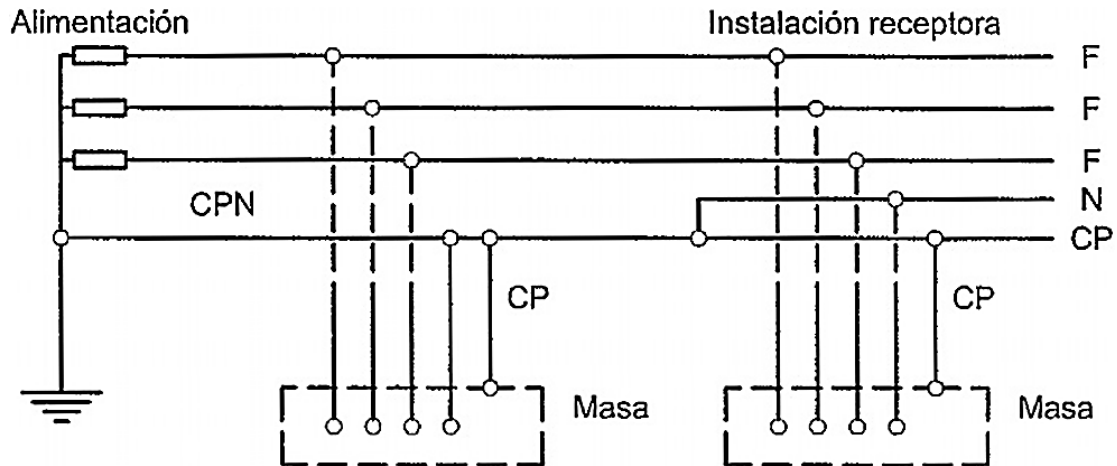 Alimentación
Instalación receptora
F
F
F
CPN
N
CP
CP
CP
Masa
Masa